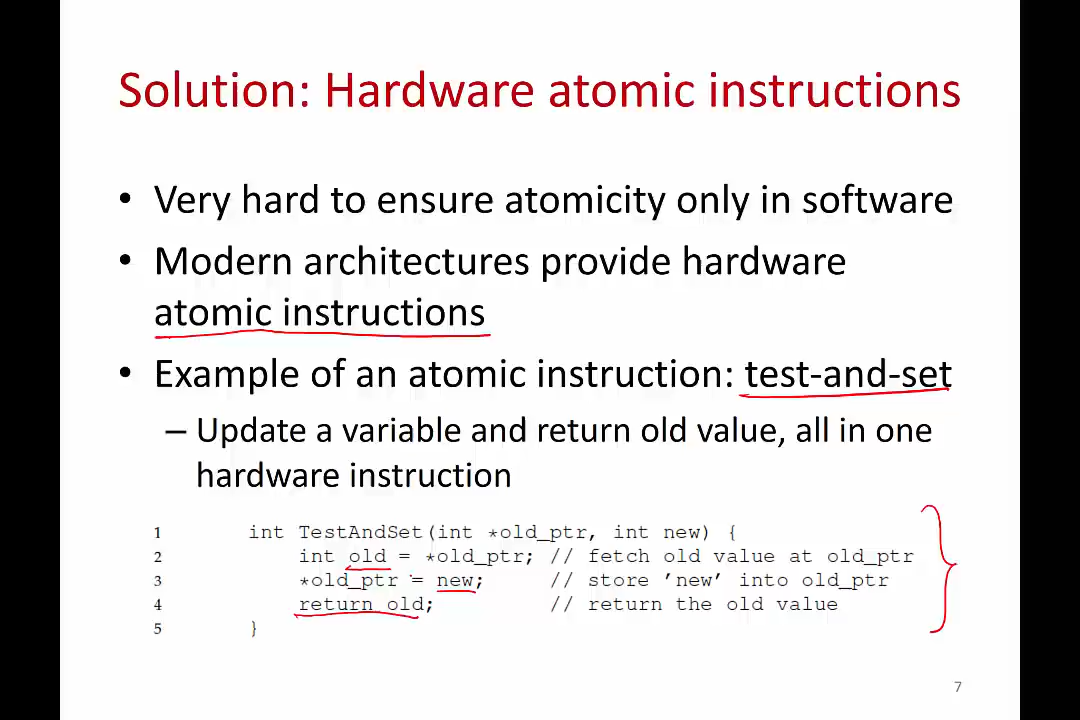 Solution: Hardware atomic instructions
• Very hard to ensure atomicity only in software
• Modern architectures provide hardware
atomic instructions
• Example of an atomic instruction: test-and-set
– Update a variable and return old value, all in one
hardware instruction
1 int TestAndSet(int *old_ptr, int new) {
2 int old = *old_ptr; // fetch old value at old_ptr
3 *old_ptr = new; // store 'new' into old_ptr
4 return old; // return the old value
5 }
7